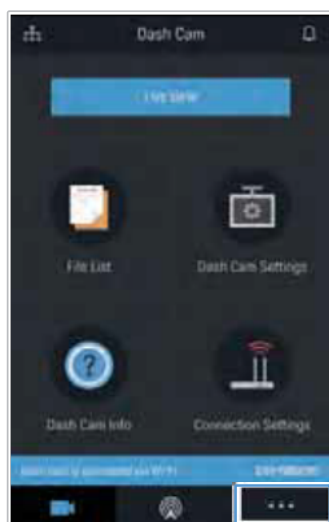 Dash Cam
Live View
File List
Dash Cam Settings
Dash Cam Info
Connection Settings